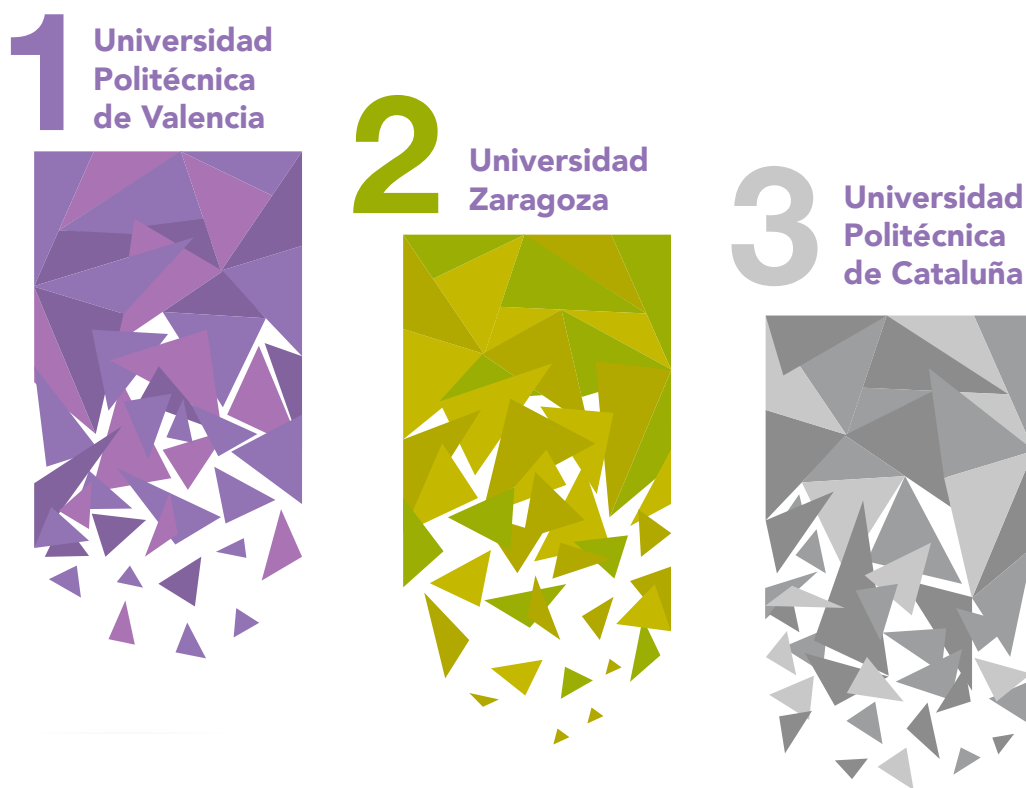 1
Universidad
Politécnica
de Valencia
2
Universidad
Zaragoza
3
Universidad
Politécnica
de Cataluña